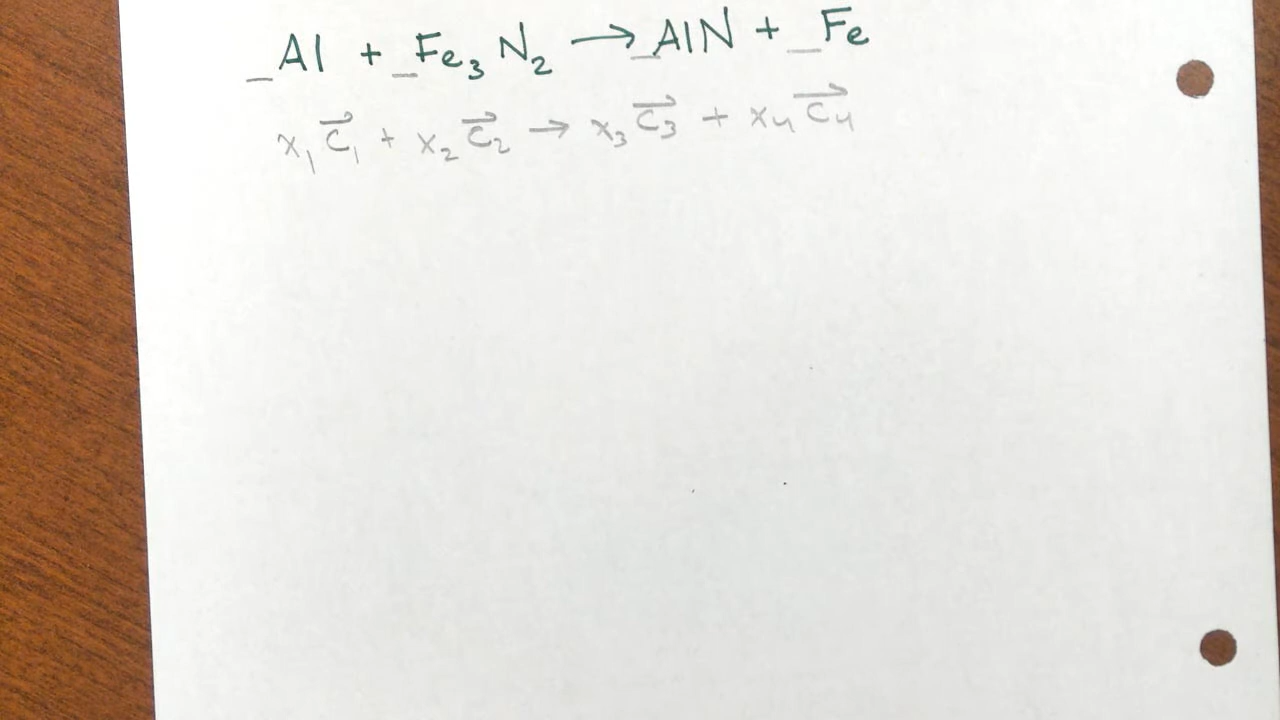 _Al + _Fe₃N₂ → _AlN + _Fe
x₁c⃗₁ + x₂c⃗₂ → x₃c⃗₃ + x₄c⃗₄